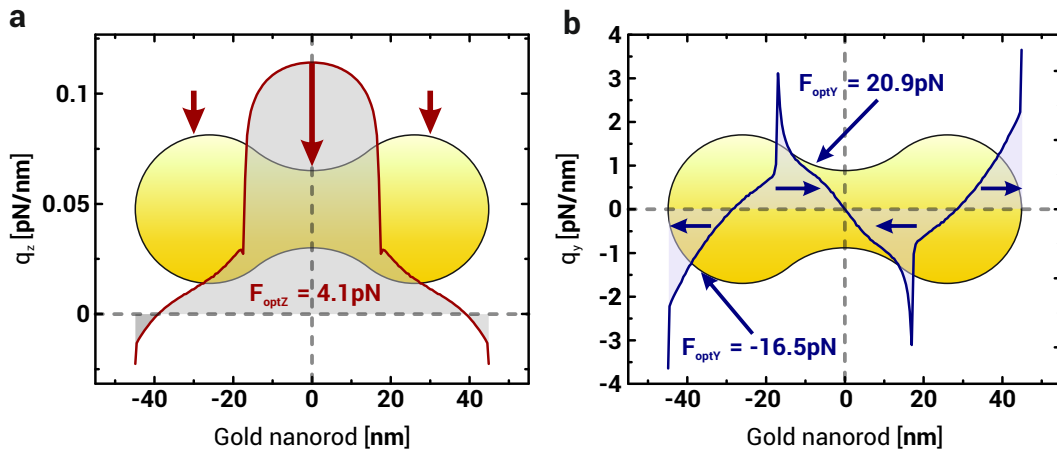 a
q_z [pN/nm]
0.1
0.05
0
F_optZ = 4.1pN
-40 -20 0 20 40
Gold nanorod [nm]
b
q_y [pN/nm]
4
3
2
1
0
-1
-2
-3
-4
F_optY = 20.9pN
F_optY = -16.5pN
-40 -20 0 20 40
Gold nanorod [nm]